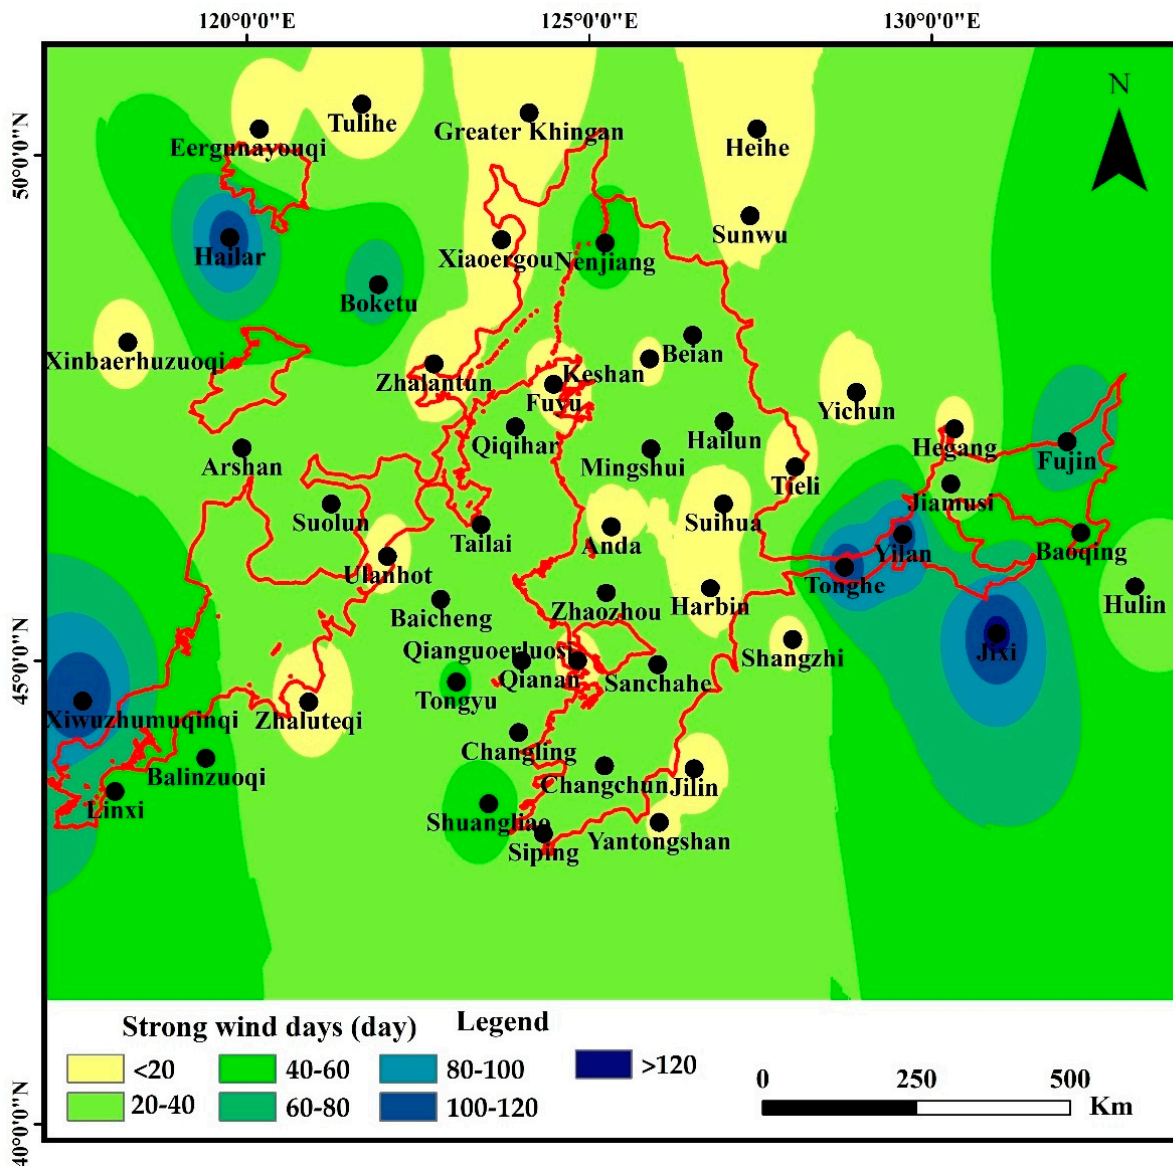 120°0'0"E
125°0'0"E
130°0'0"E
N
50°0'0"N
45°0'0"N
40°0'0"N
Tulihe
Greater Khingan
Eergunayouqi
Heihe
Sunwu
Hailar
Xiaoergou
Nenjiang
Boketu
Xinbaerhuzuoqi
Beian
Keshan
Zhalantun
Fuyu
Yichun
Qiqihar
Hailun
Hegang
Fujin
Arshan
Mingshui
Tieli
Jiamusi
Suolun
Suihua
Tailai
Anda
Yilan
Baoqing
Ulanhot
Tonghe
Hulin
Baicheng
Zhaozhou
Harbin
Qianguoerluosi
Shangzhi
Jixi
Qianan
Sanchahe
Tongyu
Xiwuzhumuqinqi
Zhaluteqi
Changling
Balinzuoqi
Changchun
Jilin
Linxi
Shuangliao
Siping
Yantongshan
Strong wind days (day)
Legend
<20
40-60
80-100
>120
20-40
60-80
100-120
0
250
500
Km